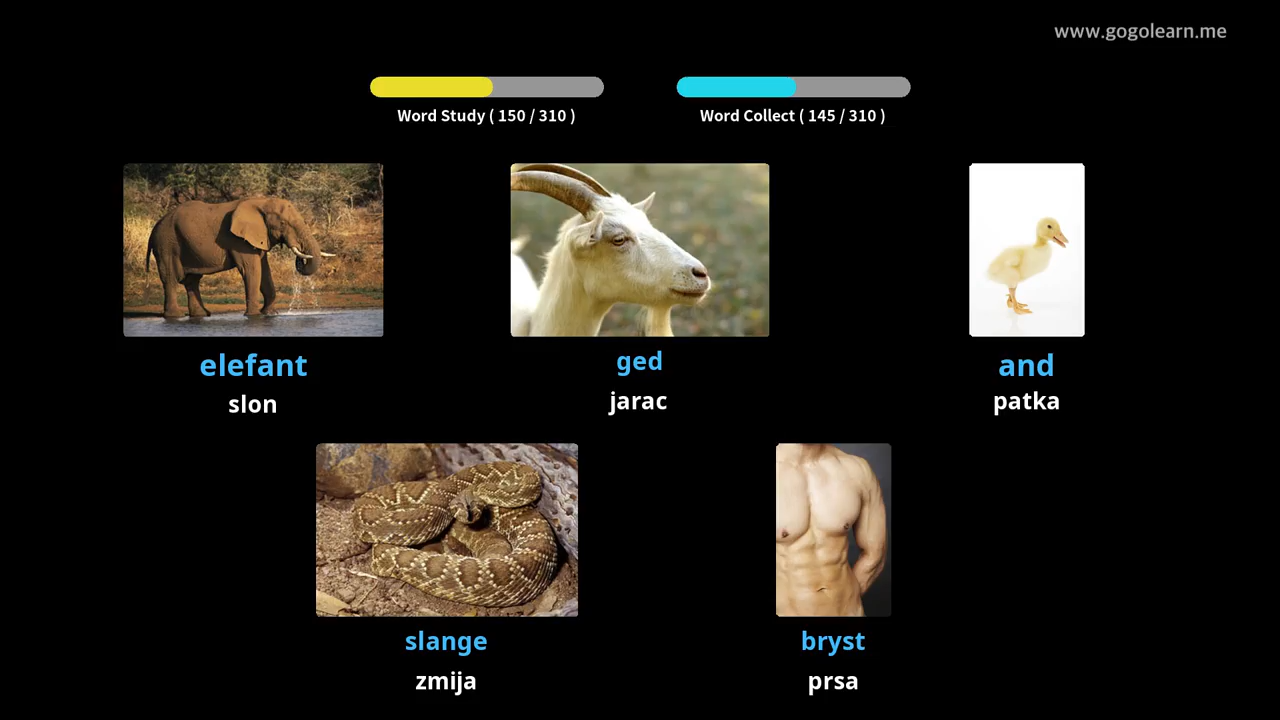 www.gogolearn.me
Word Study ( 150 / 310 )
Word Collect ( 145 / 310 )
elefant
slon
ged
jarac
and
patka
slange
zmija
bryst
prsa